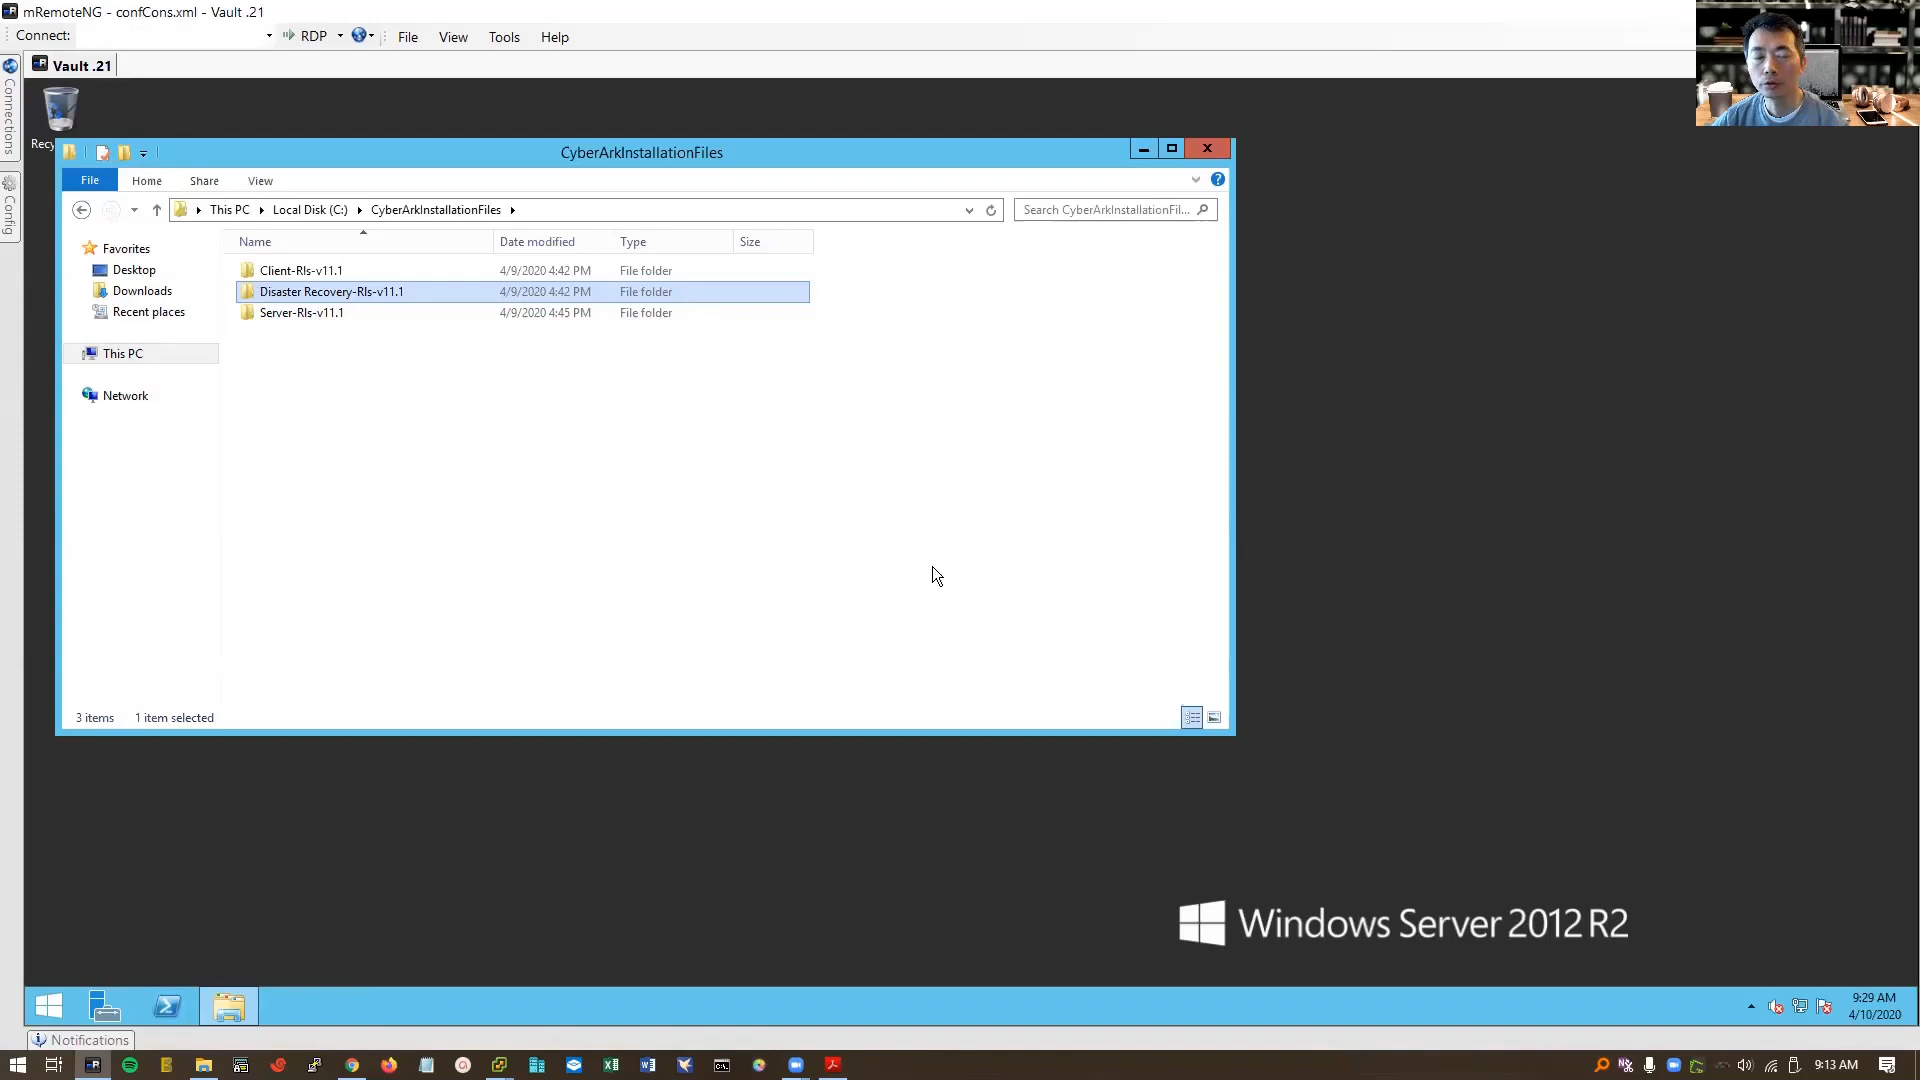 mRemoteNG - confCons.xml - Vault .21
Connect:
RDP
File
View
Tools
Help
Vault .21
Connections
Config
Recy
CyberArkInstallationFiles
File
Home
Share
View
This PC
Local Disk (C:)
CyberArkInstallationFiles
Search CyberArkInstallationFil...
Favorites
Desktop
Downloads
Recent places
This PC
Network
Name Date modified Type Size
Client-Rls-v11.1 4/9/2020 4:42 PM File folder
Disaster Recovery-Rls-v11.1 4/9/2020 4:42 PM File folder
Server-Rls-v11.1 4/9/2020 4:45 PM File folder
3 items 1 item selected
Windows Server 2012 R2
9:29 AM
4/10/2020
Notifications
9:13 AM